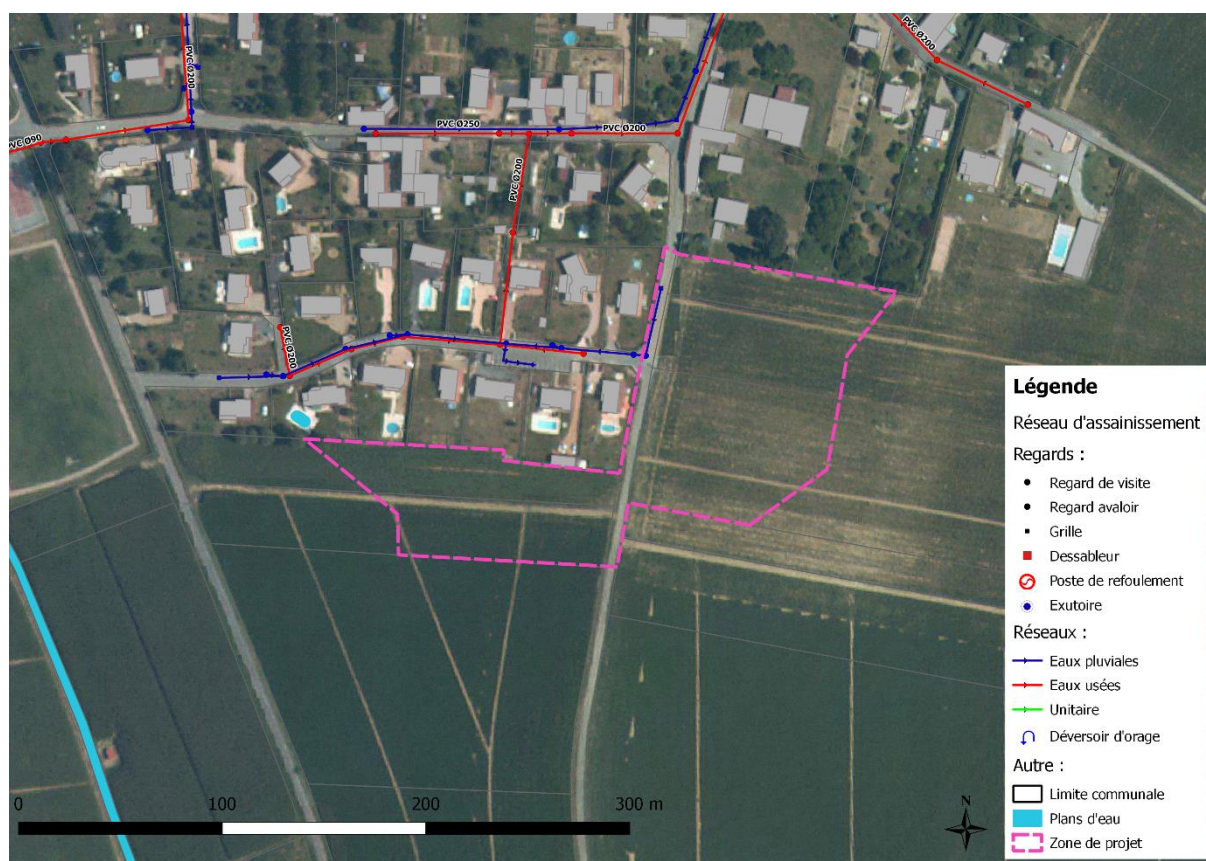 PVC Ø200
PVC Ø200
PVC Ø90
PVC Ø250
PVC Ø200
PVC Ø200
PVC Ø200
Légende
Réseau d'assainissement
Regards :
Regard de visite
Regard avaloir
Grille
Dessableur
Poste de refoulement
Exutoire
Réseaux :
Eaux pluviales
Eaux usées
Unitaire
Déversoir d'orage
Autre :
Limite communale
Plans d'eau
Zone de projet
0 100 200 300 m
N